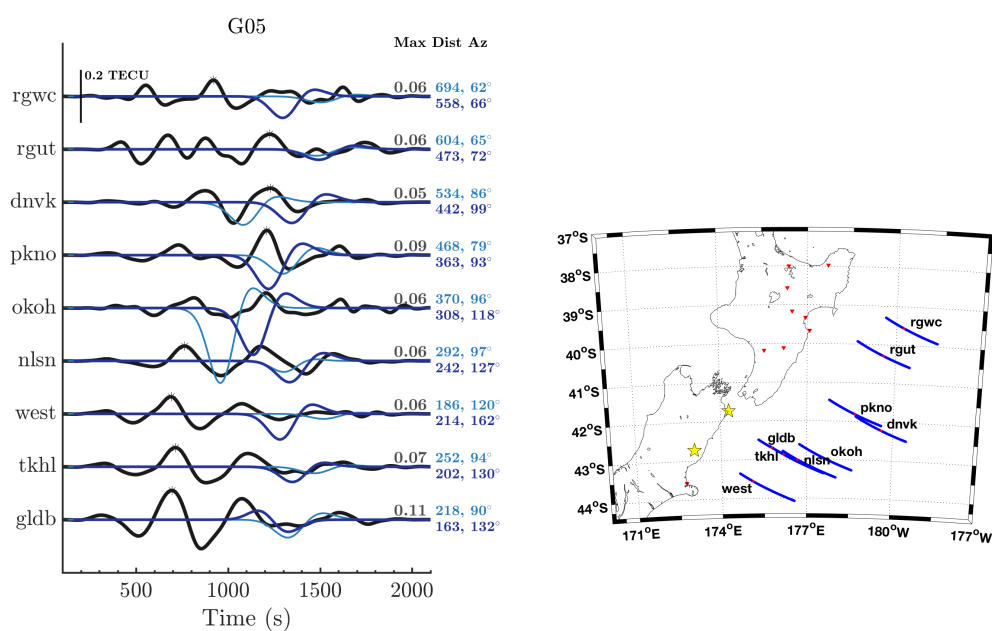 G05
Max Dist Az
0.2 TECU
rgwc 0.06 694, 62°
558, 66°
rgut 0.06 604, 65°
473, 72°
dnvk 0.05 534, 86°
442, 99°
pkno 0.09 468, 79°
363, 93°
okoh 0.06 370, 96°
308, 118°
nlsn 0.06 292, 97°
242, 127°
west 0.06 186, 120°
214, 162°
tkhl 0.07 252, 94°
202, 130°
gldb 0.11 218, 90°
163, 132°
500 1000 1500 2000
Time (s)
37°S
38°S
39°S
40°S
41°S
42°S
43°S
44°S
rgwc
rgut
pkno
dnvk
gldb
okoh
tkhl
nlsn
west
171°E 174°E 177°E 180°W 177°W